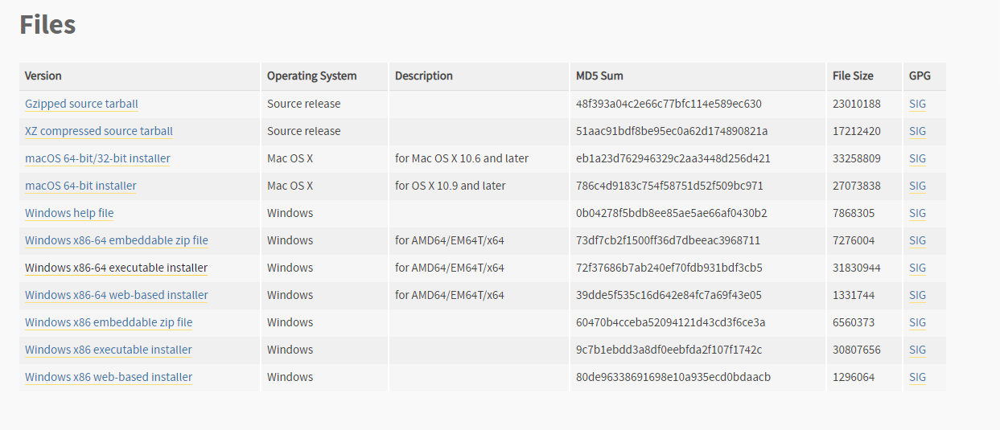 Files
Version Operating System Description MD5 Sum File Size GPG
Gzipped source tarball Source release 48f393a04c2e66c77bfc114e589ec630 23010188 SIG
XZ compressed source tarball Source release 51aac91bdf8be95ec0a62d174890821a 17212420 SIG
macOS 64-bit/32-bit installer Mac OS X for Mac OS X 10.6 and later eb1a23d762946329c2aa3448d256d421 33258809 SIG
macOS 64-bit installer Mac OS X for OS X 10.9 and later 786c4d9183c754f58751d52f509bc971 27073838 SIG
Windows help file Windows 0b04278f5bdb8ee85ae5ae66af0430b2 7868305 SIG
Windows x86-64 embeddable zip file Windows for AMD64/EM64T/x64 73df7cb2f1500ff36d7dbeeac3968711 7276004 SIG
Windows x86-64 executable installer Windows for AMD64/EM64T/x64 72f37686b7ab240ef70fdb931bdf3cb5 31830944 SIG
Windows x86-64 web-based installer Windows for AMD64/EM64T/x64 39dde5f535c16d642e84fc7a69f43e05 1331744 SIG
Windows x86 embeddable zip file Windows 60470b4cceba52094121d43cd3f6ce3a 6560373 SIG
Windows x86 executable installer Windows 9c7b1ebdd3a8df0eebfda2f107f1742c 30807656 SIG
Windows x86 web-based installer Windows 80de96338691698e10a935ecd0bdaacb 1296064 SIG